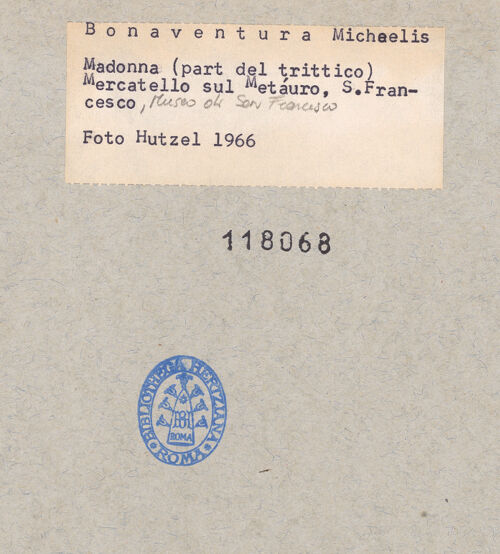 Bonaventura Michaelis
Madonna (part del trittico)
Mercatello sul Metáuro, S.Fran-
cesco, Museo di San Francesco
Foto Hutzel 1966
118068
BIBLIOTHECA HERTZIANA
ROMA
ROMA